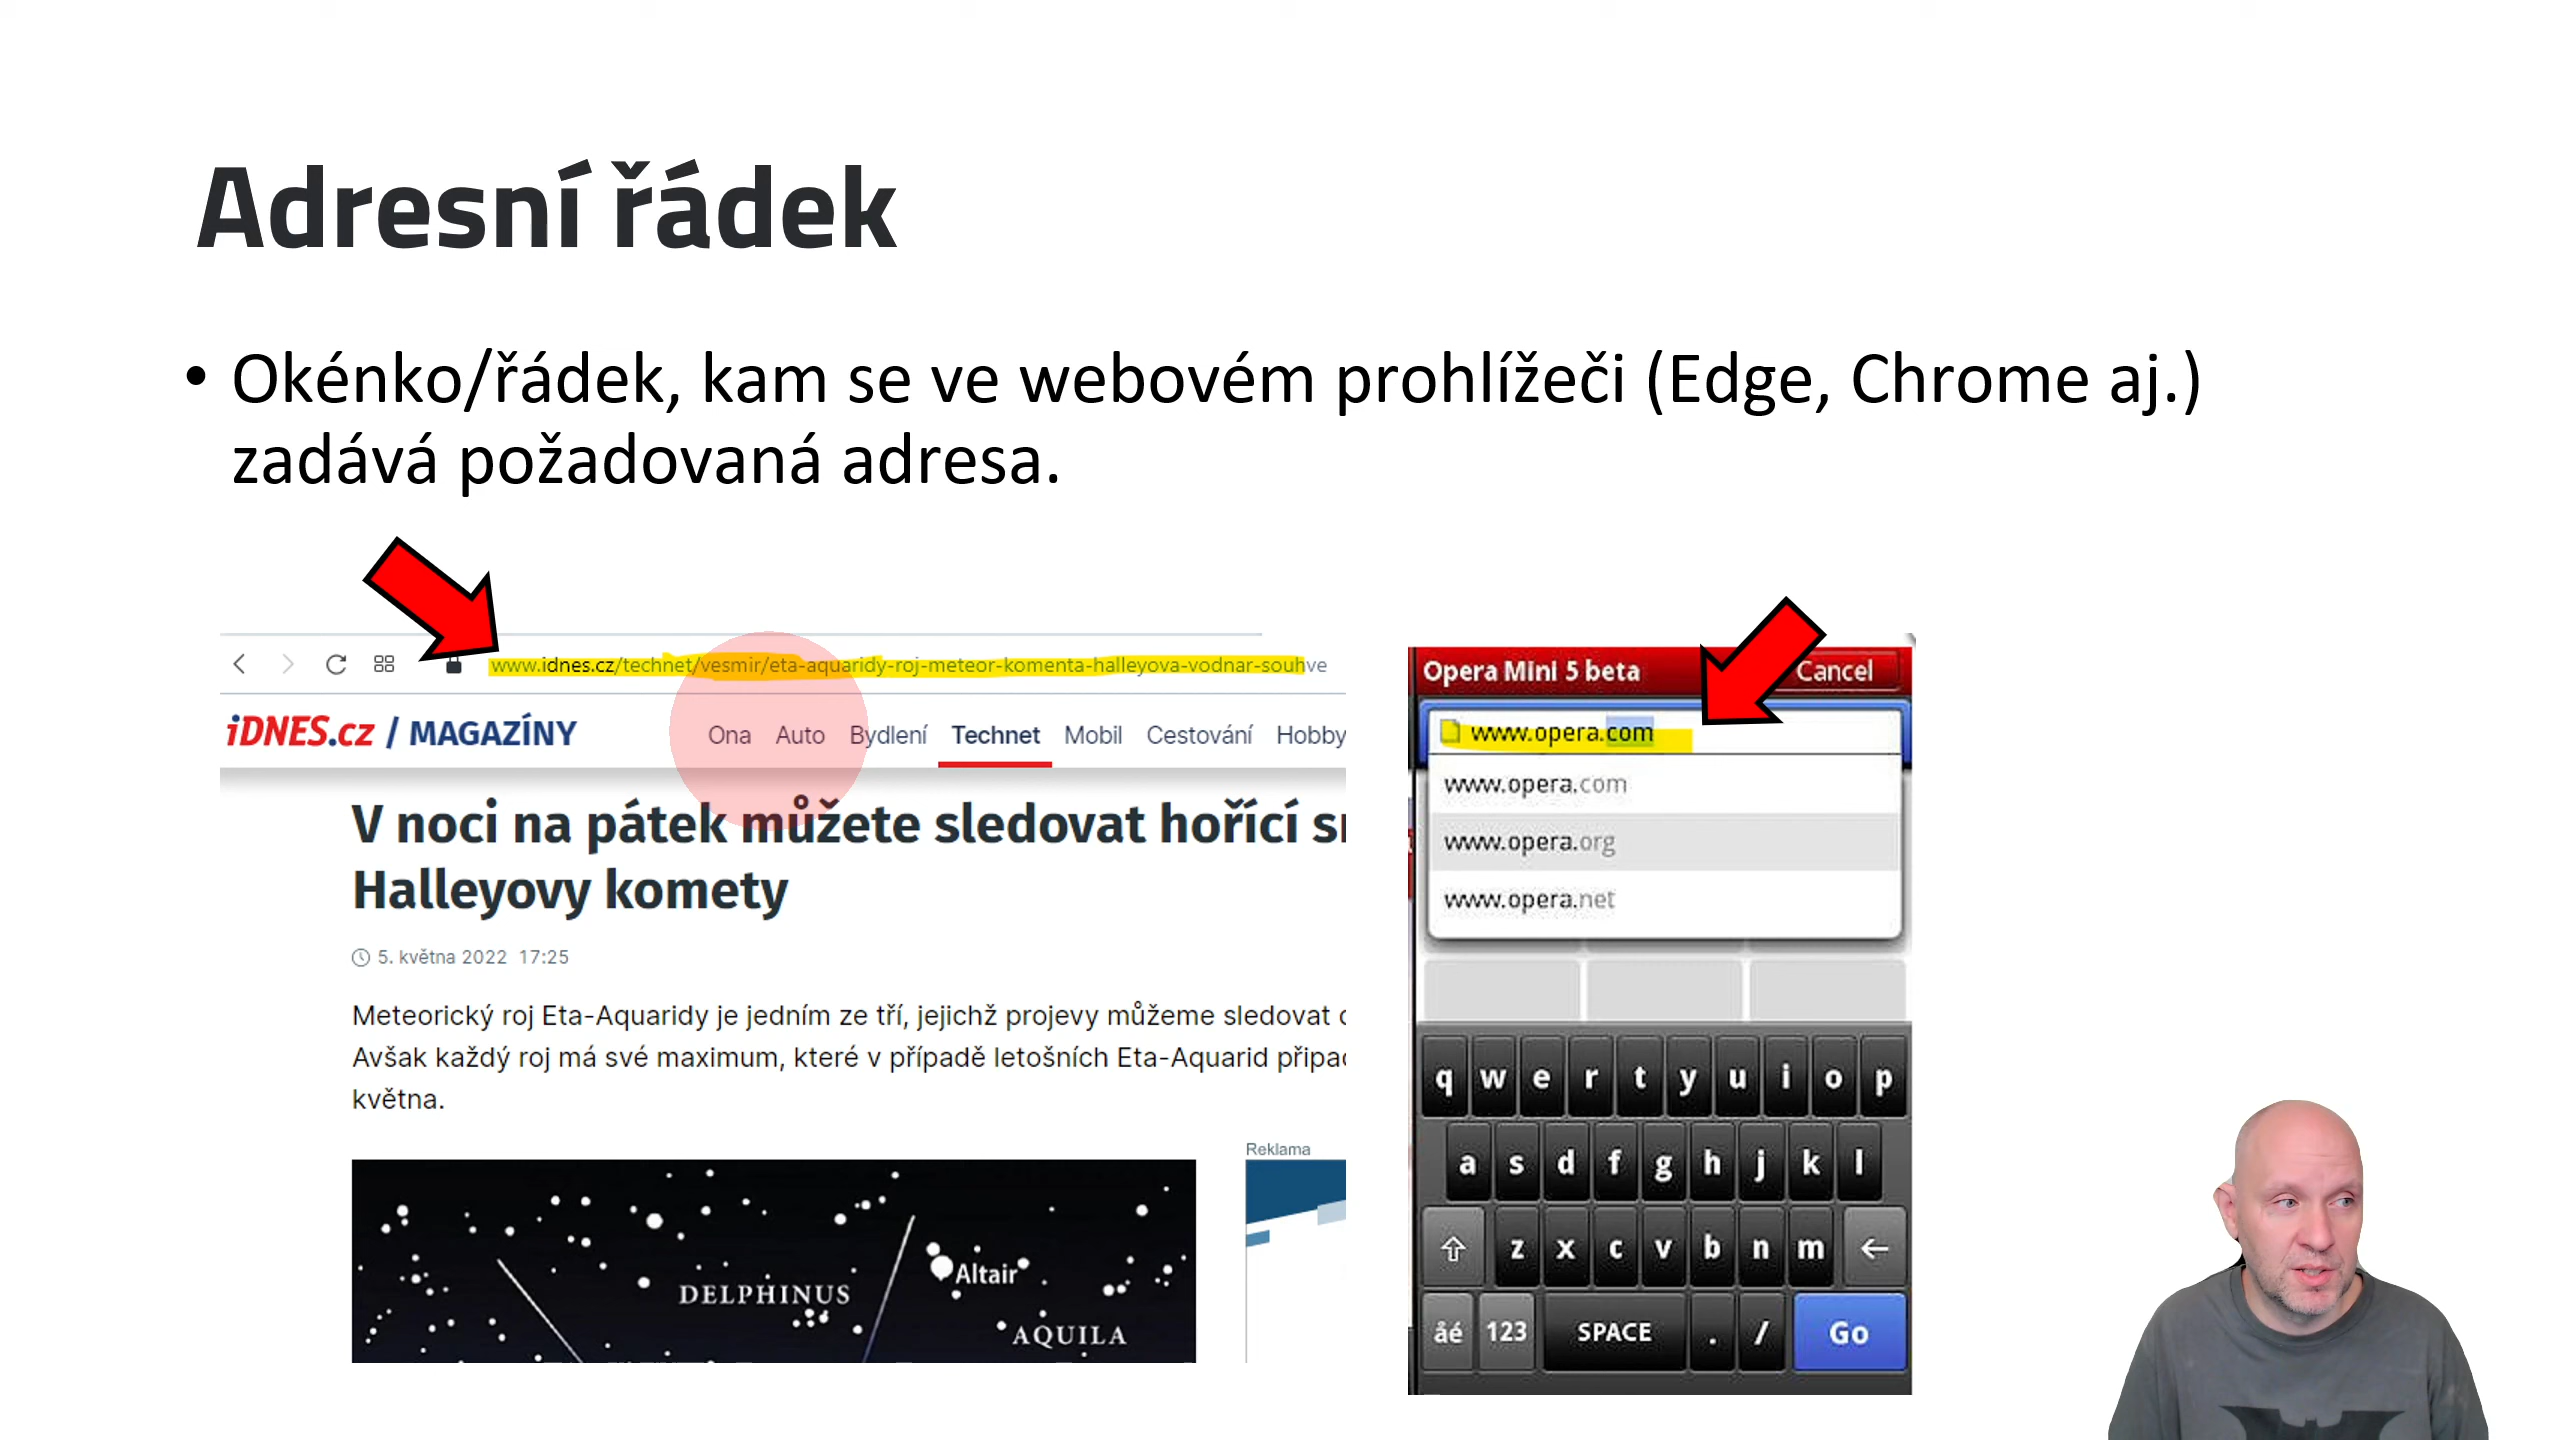 Adresní řádek
• Okénko/řádek, kam se ve webovém prohlížeči (Edge, Chrome aj.)
zadává požadovaná adresa.
www.idnes.cz/technet/vesmir/eta-aquaridy-roj-meteor-komenta-halleyova-vodnar-souhve
iDNES.cz / MAGAZÍNY
Ona Auto Bydlení Technet Mobil Cestování Hobby
V noci na pátek můžete sledovat hořící
Halleyovy komety
5. května 2022 17:25
Meteorický roj Eta-Aquaridy je jedním ze tří, jejichž projevy můžeme sledovat
Avšak každý roj má své maximum, které v případě letošních Eta-Aquarid
května.
Reklama
DELPHINUS
Altair
AQUILA
Opera Mini 5 beta Cancel
www.opera.com
www.opera.com
www.opera.org
www.opera.net
q w e r t y u i o p
a s d f g h j k l
z x c v b n m
åé 123 SPACE . / Go